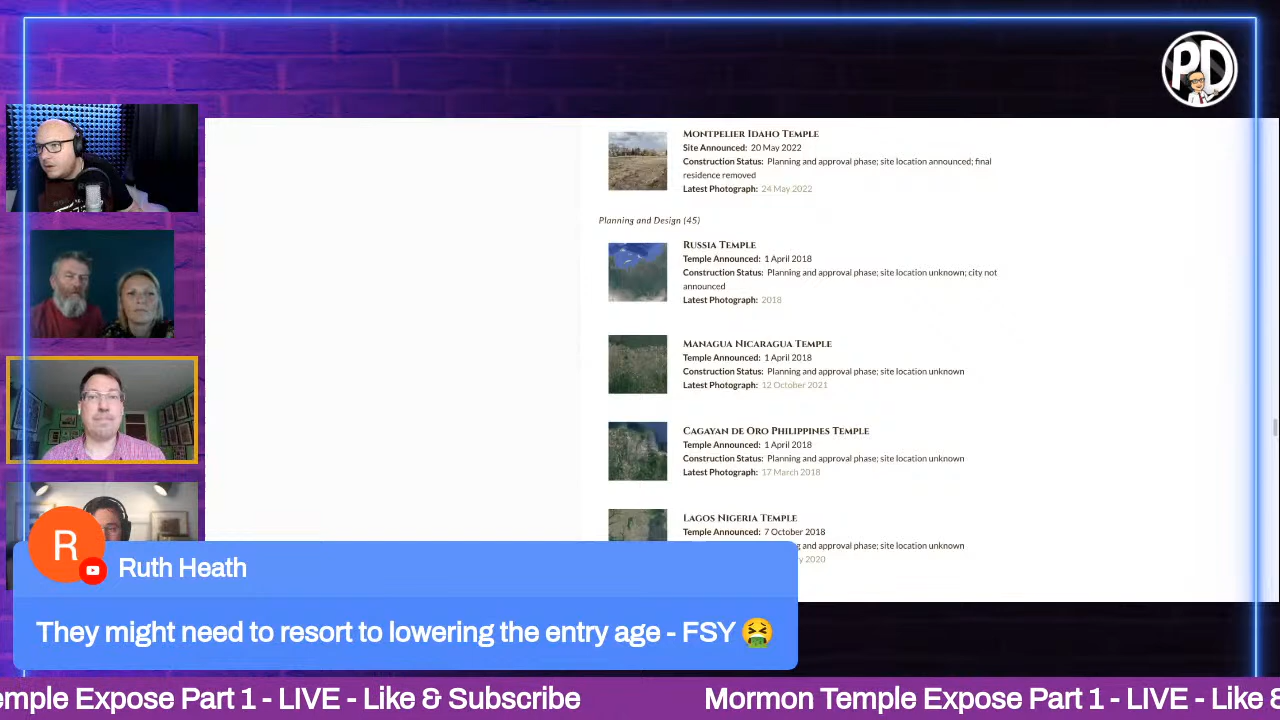 PD
MONTPELIER IDAHO TEMPLE
Site Announced: 20 May 2022
Construction Status: Planning and approval phase; site location announced; final
residence removed
Latest Photograph: 24 May 2022
Planning and Design (45)
RUSSIA TEMPLE
Temple Announced: 1 April 2018
Construction Status: Planning and approval phase; site location unknown; city not
announced
Latest Photograph: 2018
MANAGUA NICARAGUA TEMPLE
Temple Announced: 1 April 2018
Construction Status: Planning and approval phase; site location unknown
Latest Photograph: 12 October 2021
CAGAYAN DE ORO PHILIPPINES TEMPLE
Temple Announced: 1 April 2018
Construction Status: Planning and approval phase; site location unknown
Latest Photograph: 17 March 2018
LAGOS NIGERIA TEMPLE
Temple Announced: 7 October 2018
and approval phase; site location unknown
2020
R
Ruth Heath
They might need to resort to lowering the entry age - FSY 🤮
emple Expose Part 1 - LIVE - Like & Subscribe Mormon Temple Expose Part 1 - LIVE - Like &